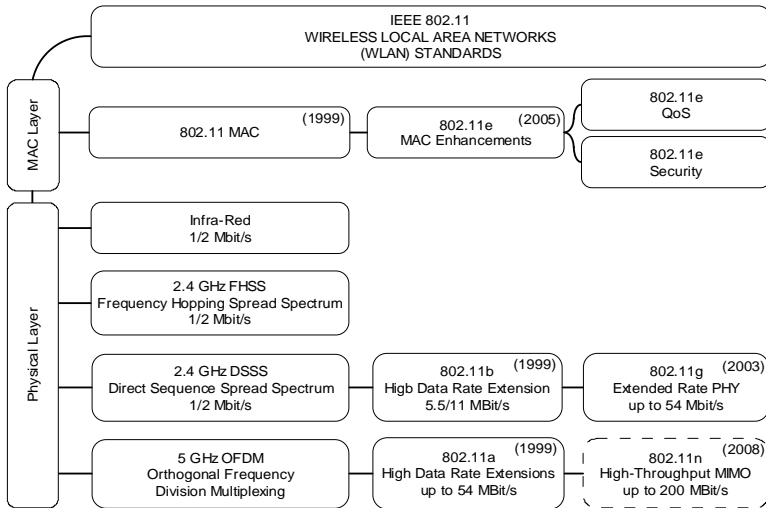 IEEE 802.11
WIRELESS LOCAL AREA NETWORKS
(WLAN) STANDARDS
MAC Layer
802.11 MAC
(1999)
802.11e
(2005)
MAC Enhancements
802.11e
QoS
802.11e
Security
Physical Layer
Infra-Red
1/2 Mbit/s
2.4 GHz FHSS
Frequency Hopping Spread Spectrum
1/2 Mbit/s
2.4 GHz DSSS
Direct Sequence Spread Spectrum
1/2 Mbit/s
802.11b
(1999)
Higb Data Rate Extension
5.5/11 MBit/s
802.11g
(2003)
Extended Rate PHY
up to 54 Mbit/s
5 GHz OFDM
Orthogonal Frequency
Division Multiplexing
802.11a
(1999)
High Data Rate Extensions
up to 54 MBit/s
802.11n
(2008)
High-Throughput MIMO
up to 200 MBit/s